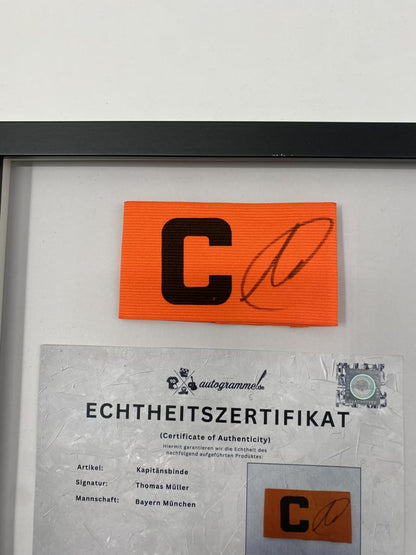 C
autogramme.de
ECHTHEITSZERTIFIKAT
(Certificate of Authenticity)
Hiermit garantieren wir die Echtheit des
nachfolgend aufgeführten Produktes:
Artikel: Kapitänsbinde
Signatur: Thomas Müller
Mannschaft: Bayern München
C